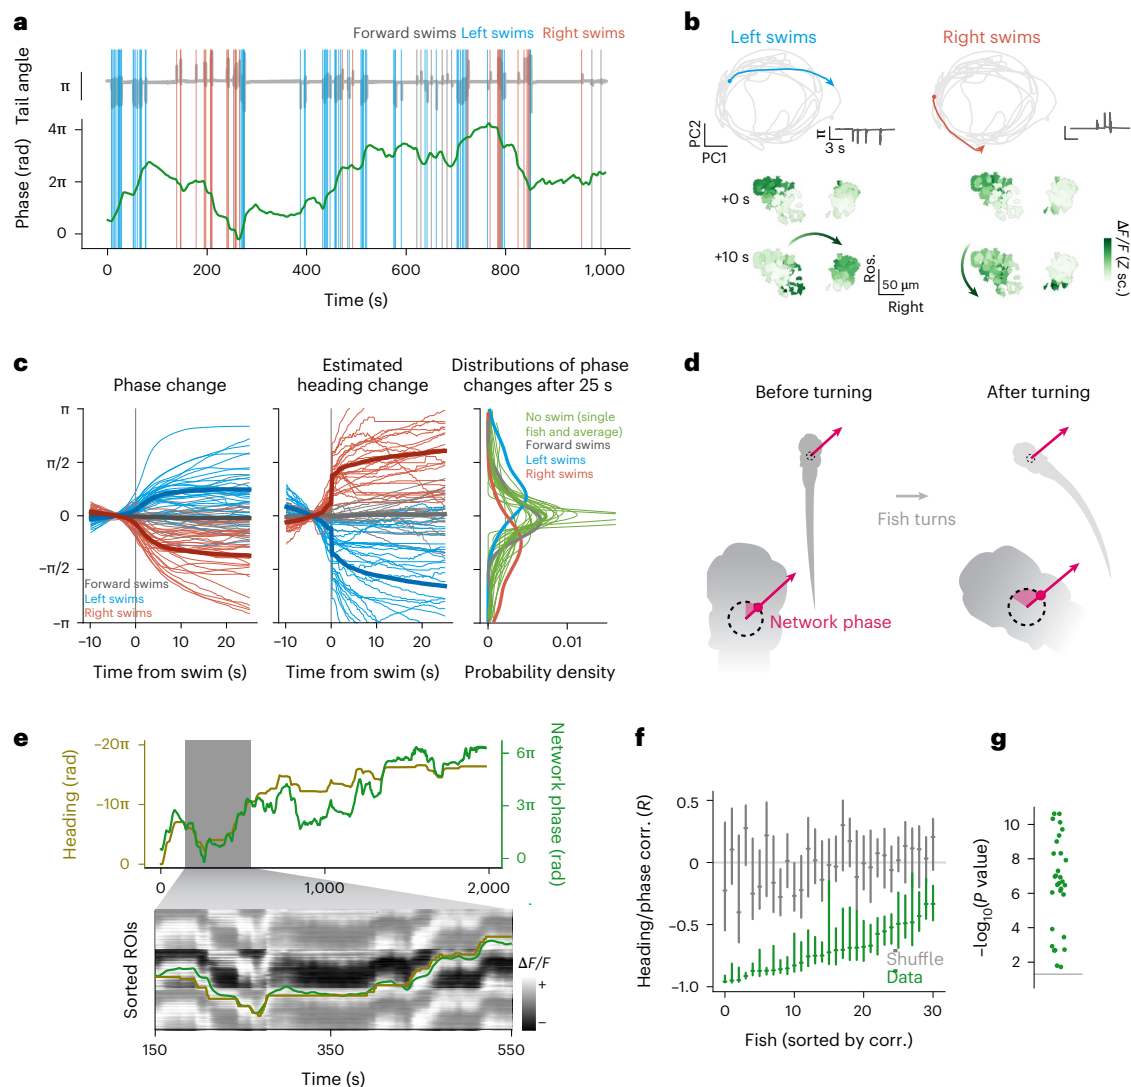 a
Forward swims Left swims Right swims
Tail angle
π
Phase (rad)
4π
2π
0
0 200 400 600 800 1,000
Time (s)
b
Left swims
Right swims
PC2
PC1
π
3 s
+0 s
+10 s
Ros.
50 µm
Right
ΔF/F (Z sc.)
c
Phase change
Estimated
heading change
Distributions of phase
changes after 25 s
π
π/2
0
−π/2
−π
Forward swims
Left swims
Right swims
No swim (single
fish and average)
Forward swims
Left swims
Right swims
−10 0 10 20
−10 0 10 20
0 0.01
Time from swim (s)
Time from swim (s)
Probability density
d
Before turning
After turning
Fish turns
Network phase
e
Heading (rad)
−20π
−10π
0
Network phase (rad)
6π
3π
0
0 1,000 2,000
Sorted ROIs
ΔF/F
+
−
150 350 550
Time (s)
f
Heading/phase corr. (R)
0.5
0
−0.5
−1.0
Shuffle
Data
0 10 20 30
Fish (sorted by corr.)
g
−log10(P value)
10
8
6
4
2